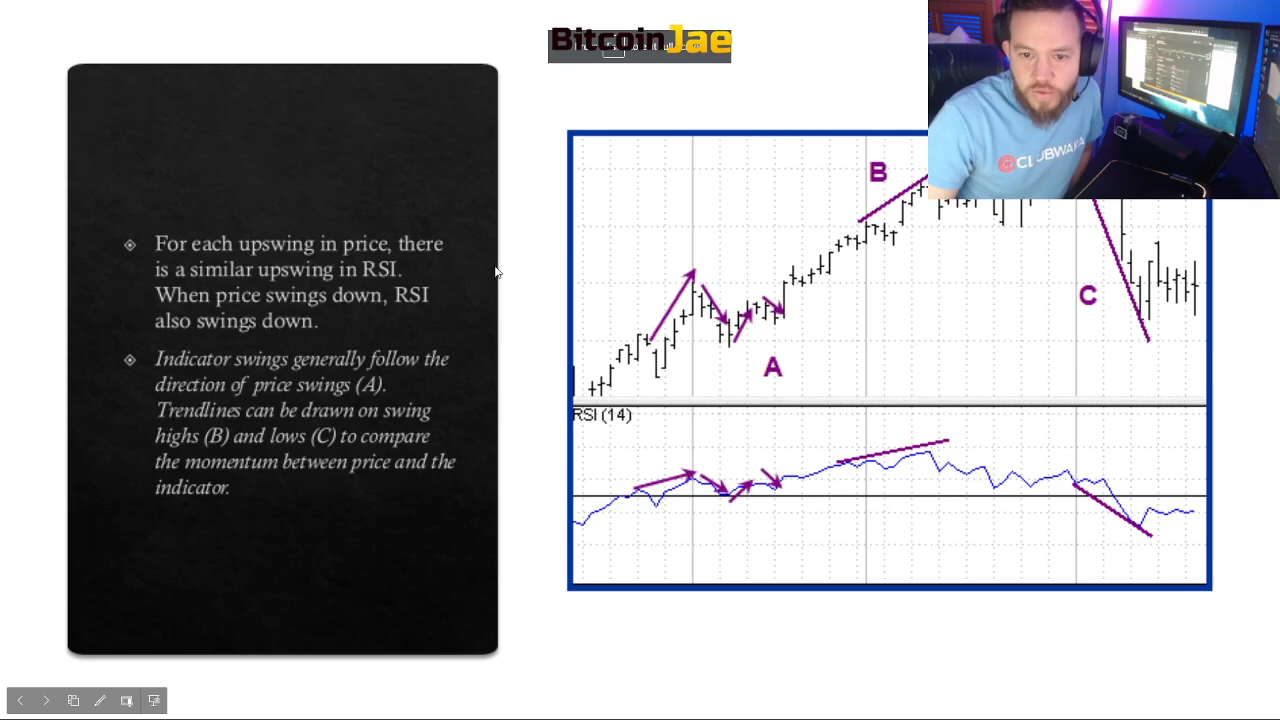 BitcoinJae
For each upswing in price, there
is a similar upswing in RSI.
When price swings down, RSI
also swings down.
Indicator swings generally follow the
direction of price swings (A).
Trendlines can be drawn on swing
highs (B) and lows (C) to compare
the momentum between price and the
indicator.
B
C
A
RSI (14)
CLUBWAKA